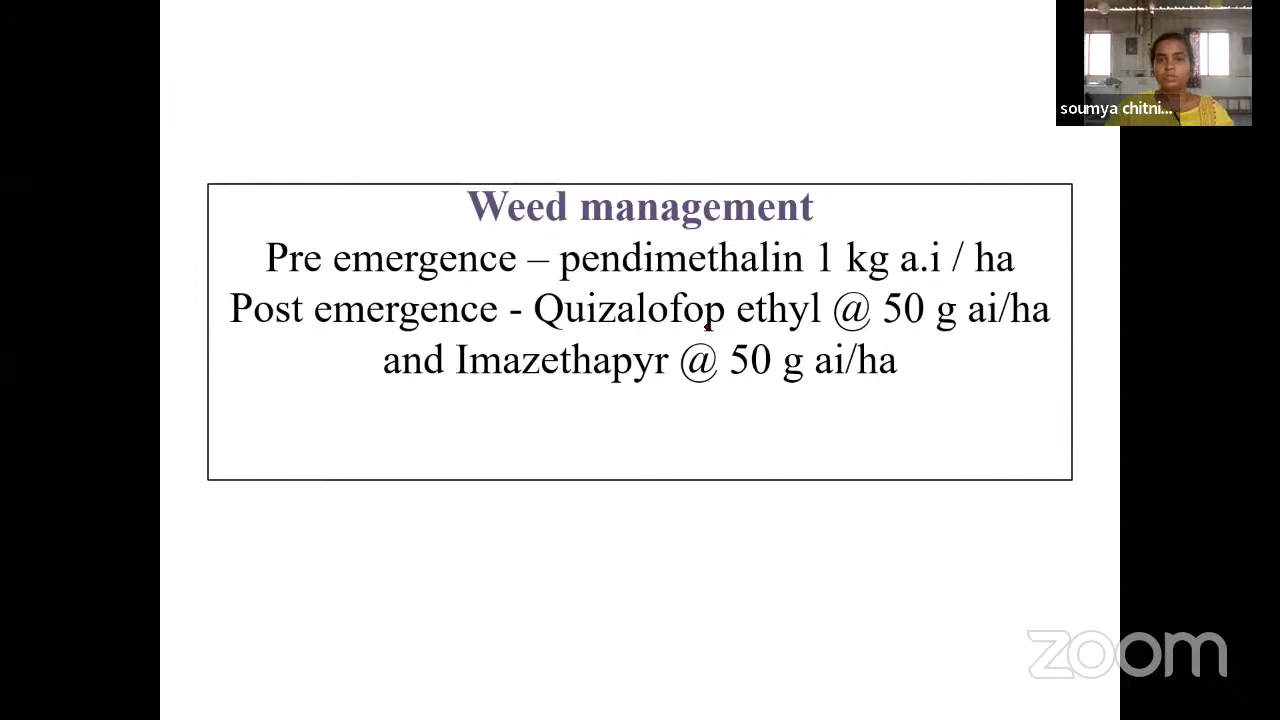 soumya chitni...
Weed management
Pre emergence – pendimethalin 1 kg a.i / ha
Post emergence - Quizalofop ethyl @ 50 g ai/ha
and Imazethapyr @ 50 g ai/ha
zoom